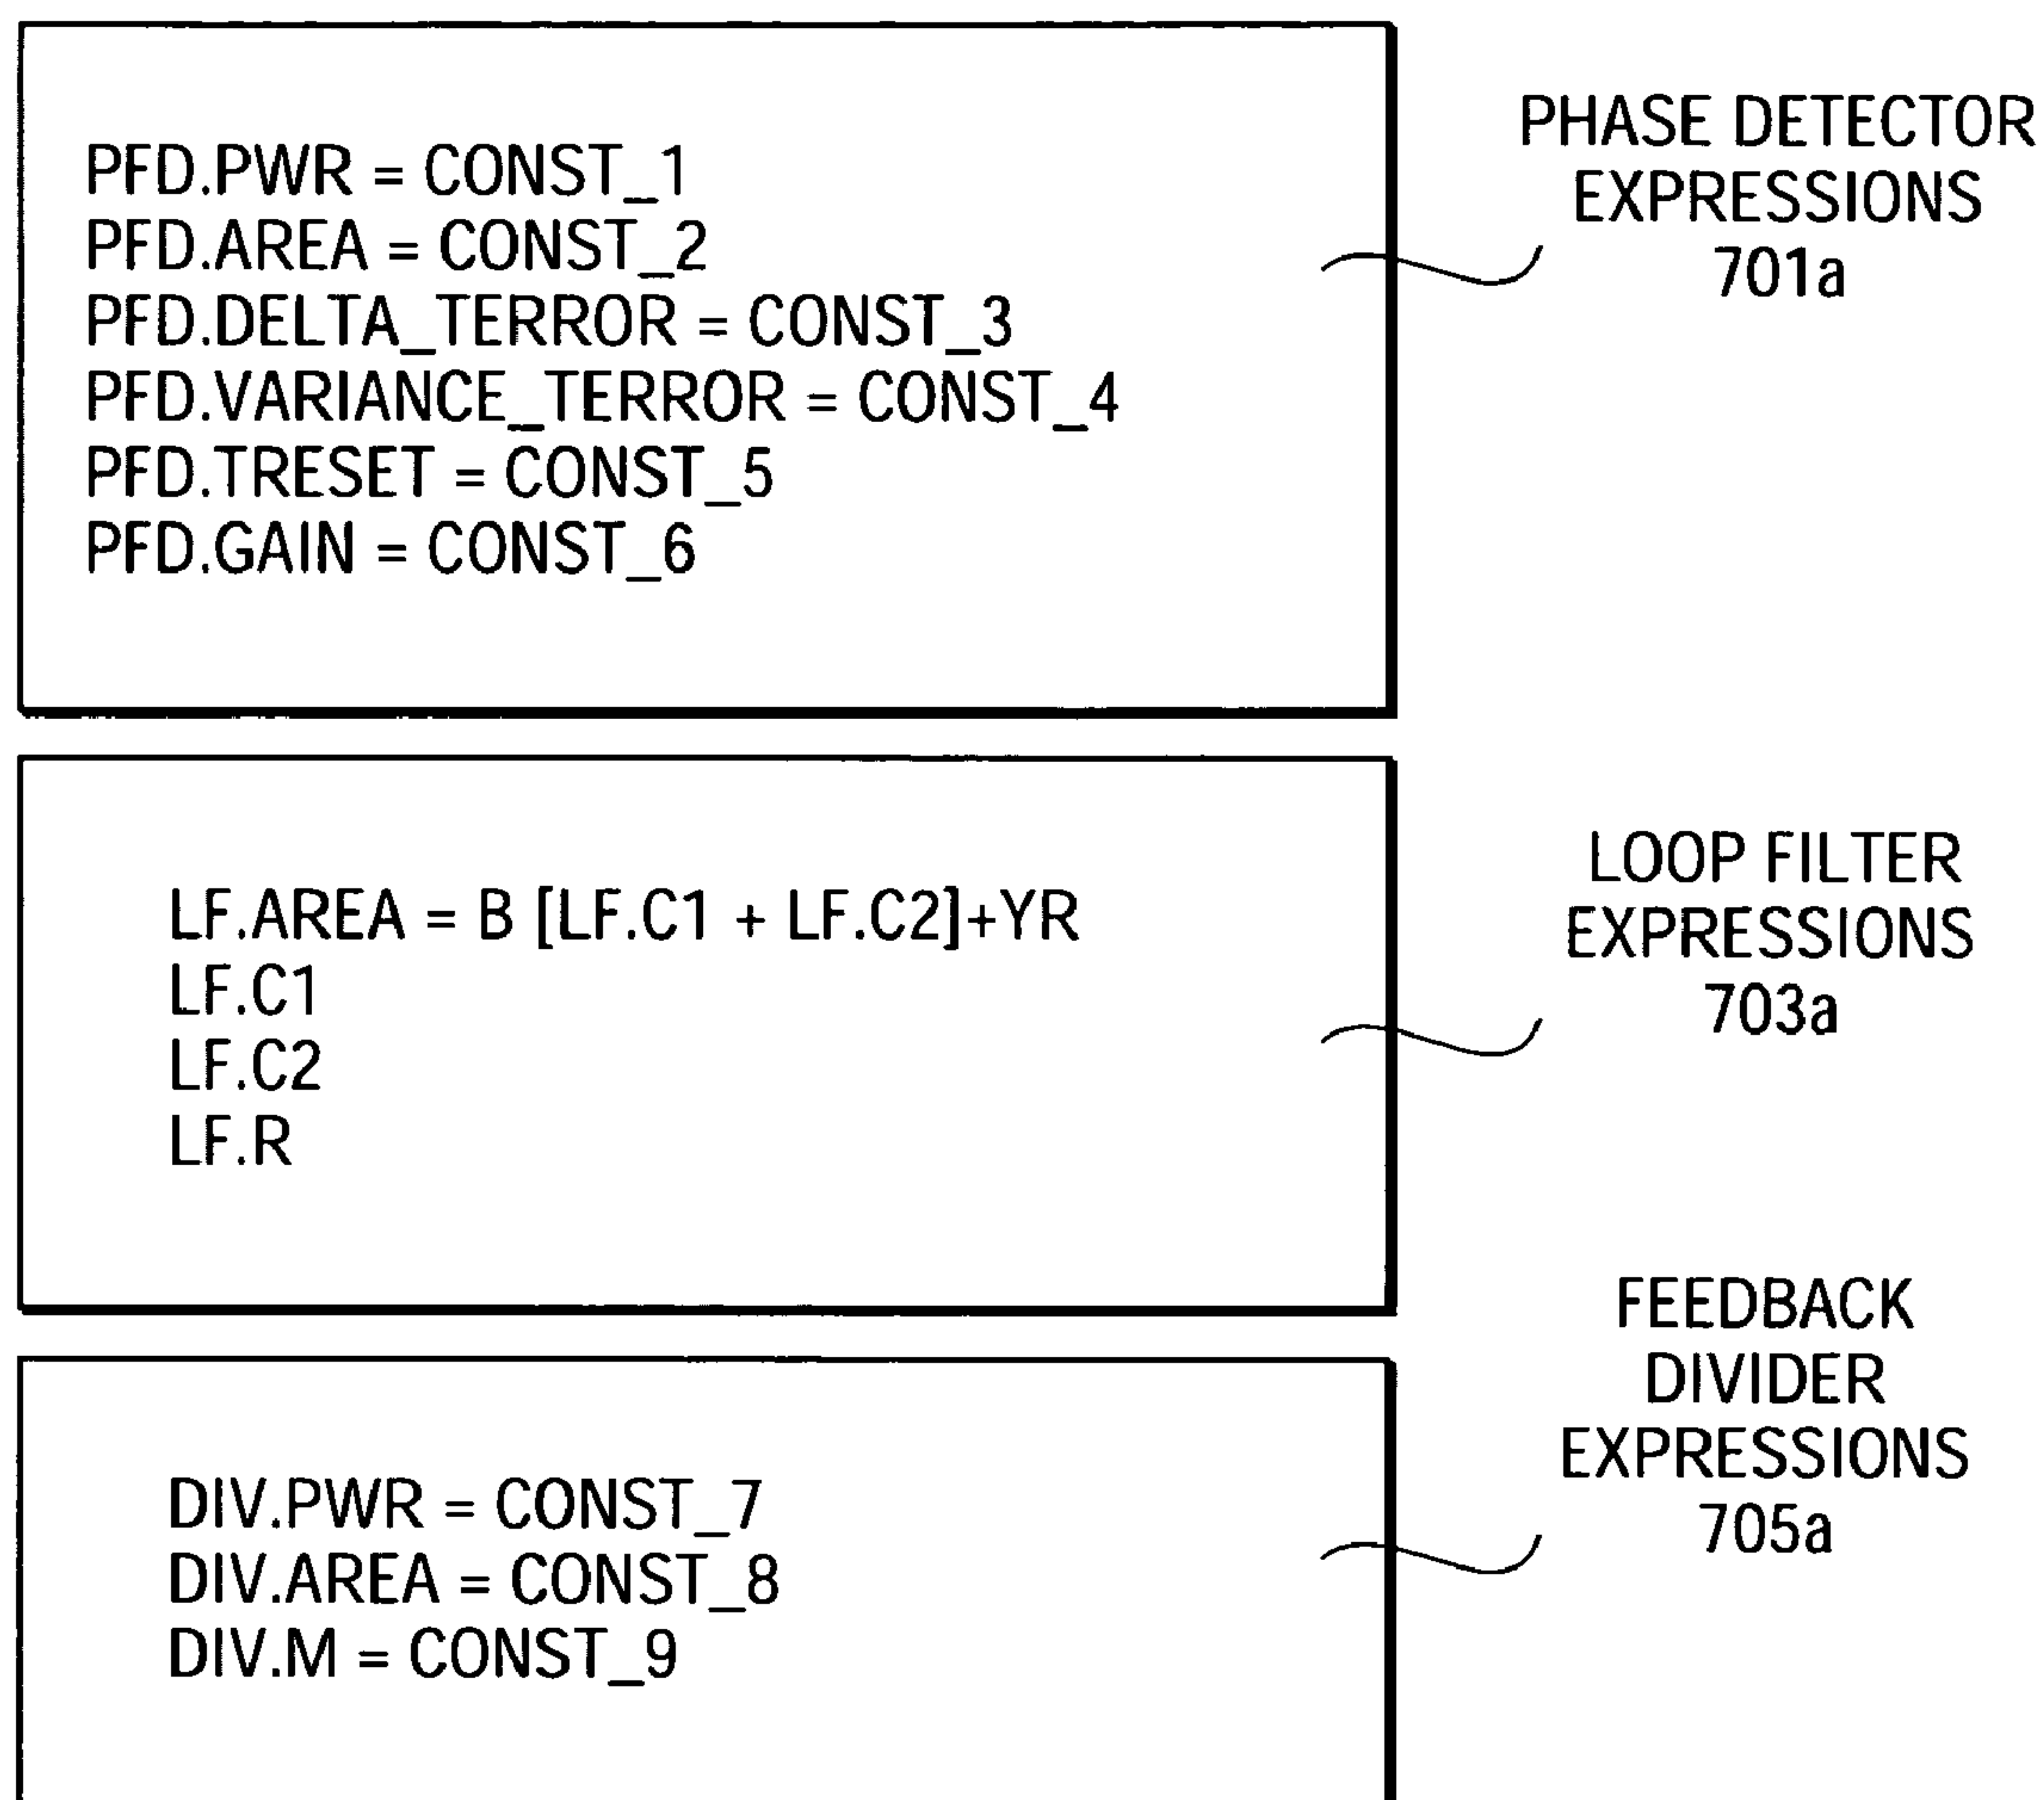 PFD.PWR = CONST_1
PFD.AREA = CONST_2
PFD.DELTA_TERROR = CONST_3
PFD.VARIANCE_TERROR = CONST_4
PFD.TRESET = CONST_5
PFD.GAIN = CONST_6
PHASE DETECTOR
EXPRESSIONS
701a
LF.AREA = B [LF.C1 + LF.C2]+YR
LF.C1
LF.C2
LF.R
LOOP FILTER
EXPRESSIONS
703a
DIV.PWR = CONST_7
DIV.AREA = CONST_8
DIV.M = CONST_9
FEEDBACK
DIVIDER
EXPRESSIONS
705a